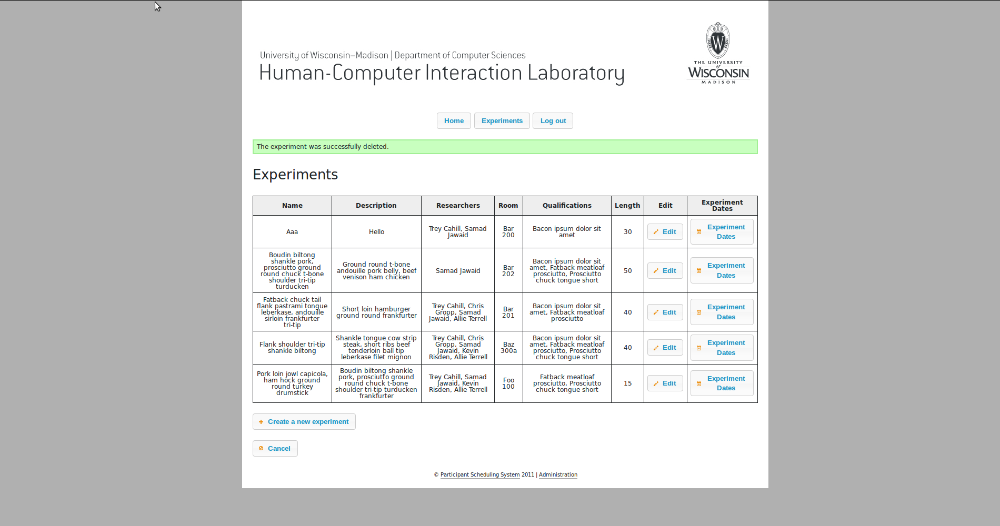 University of Wisconsin–Madison | Department of Computer Sciences
Human-Computer Interaction Laboratory
W
THE UNIVERSITY
of
WISCONSIN
MADISON
Home
Experiments
Log out
The experiment was successfully deleted.
Experiments
Name
Description
Researchers
Room
Qualifications
Length
Edit
Experiment
Dates
Aaa
Hello
Trey Cahill, Samad
Jawaid
Bar
200
Bacon ipsum dolor sit
amet
30
Edit
Experiment
Dates
Boudin biltong
shankle pork,
prosciutto ground
round chuck t-bone
shoulder tri-tip
turducken
Ground round t-bone
andouille pork belly, beef
venison ham chicken
Samad Jawaid
Bar
202
Bacon ipsum dolor sit
amet, Fatback meatloaf
prosciutto, Prosciutto
chuck tongue short
50
Edit
Experiment
Dates
Fatback chuck tail
flank pastrami tongue
leberkase, andouille
sirloin frankfurter
tri-tip
Short loin hamburger
ground round frankfurter
Trey Cahill, Chris
Gropp, Samad
Jawaid, Allie Terrell
Bar
201
Bacon ipsum dolor sit
amet, Fatback meatloaf
prosciutto
40
Edit
Experiment
Dates
Flank shoulder tri-tip
shankle biltong
Shankle tongue cow strip
steak, short ribs beef
tenderloin ball tip
leberkase filet mignon
Trey Cahill, Chris
Gropp, Samad
Jawaid, Kevin
Risden, Allie Terrell
Baz
300a
Bacon ipsum dolor sit
amet, Fatback meatloaf
prosciutto, Prosciutto
chuck tongue short
40
Edit
Experiment
Dates
Pork loin jowl capicola,
ham hock ground
round turkey
drumstick
Boudin biltong shankle
pork, prosciutto ground
round chuck t-bone
shoulder tri-tip turducken
frankfurter
Trey Cahill, Samad
Jawaid, Kevin
Risden, Allie Terrell
Foo
100
Fatback meatloaf
prosciutto, Prosciutto
chuck tongue short
15
Edit
Experiment
Dates
Create a new experiment
Cancel
© Participant Scheduling System 2011 | Administration